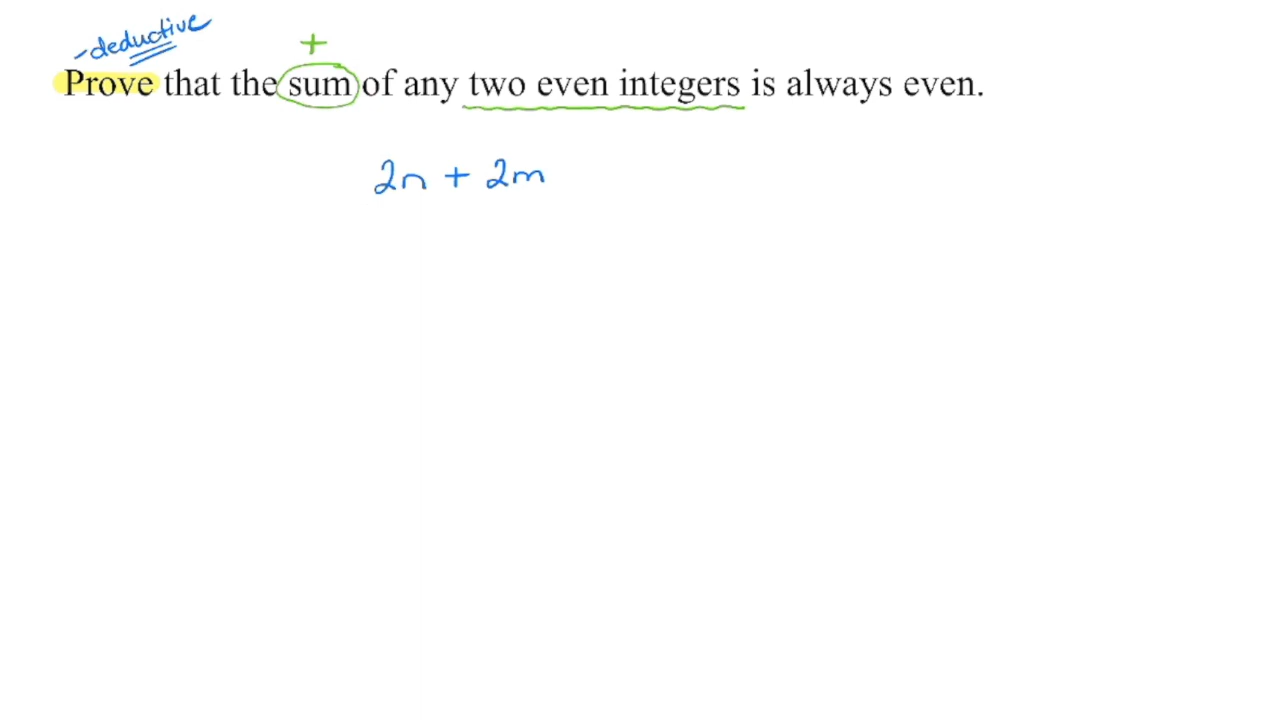 -deductive
+
Prove that the sum of any two even integers is always even.
2n + 2m